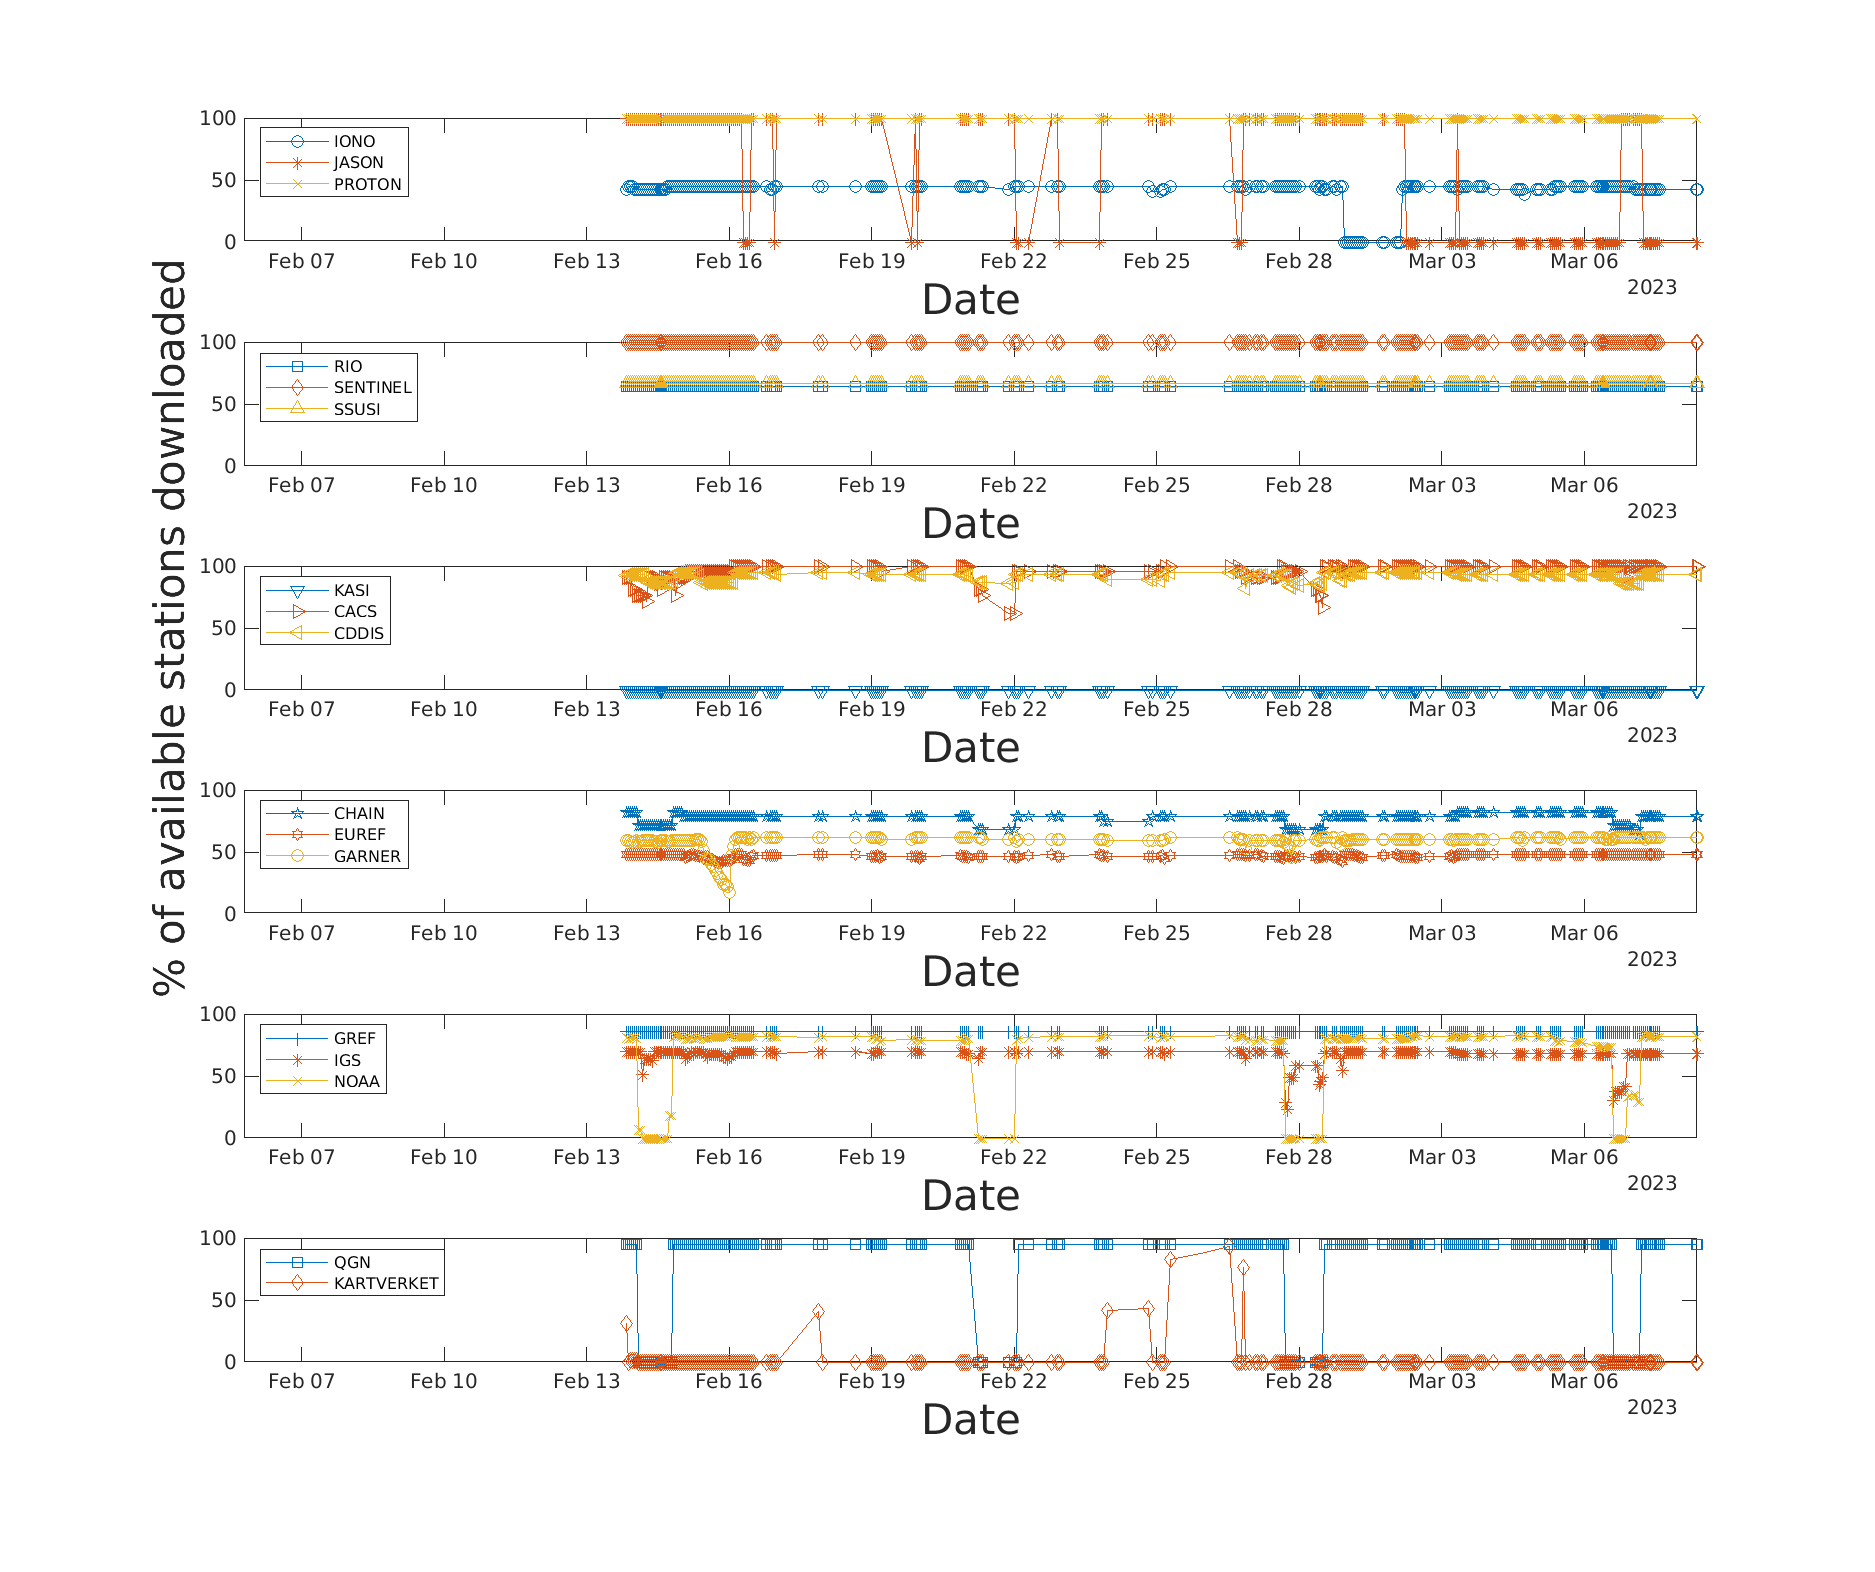 % of available stations downloaded
100
50
0
IONO
JASON
PROTON
Feb 07 Feb 10 Feb 13 Feb 16 Feb 19 Feb 22 Feb 25 Feb 28 Mar 03 Mar 06
2023
Date
100
50
0
RIO
SENTINEL
SSUSI
Feb 07 Feb 10 Feb 13 Feb 16 Feb 19 Feb 22 Feb 25 Feb 28 Mar 03 Mar 06
2023
Date
100
50
0
KASI
CACS
CDDIS
Feb 07 Feb 10 Feb 13 Feb 16 Feb 19 Feb 22 Feb 25 Feb 28 Mar 03 Mar 06
2023
Date
100
50
0
CHAIN
EUREF
GARNER
Feb 07 Feb 10 Feb 13 Feb 16 Feb 19 Feb 22 Feb 25 Feb 28 Mar 03 Mar 06
2023
Date
100
50
0
GREF
IGS
NOAA
Feb 07 Feb 10 Feb 13 Feb 16 Feb 19 Feb 22 Feb 25 Feb 28 Mar 03 Mar 06
2023
Date
100
50
0
QGN
KARTVERKET
Feb 07 Feb 10 Feb 13 Feb 16 Feb 19 Feb 22 Feb 25 Feb 28 Mar 03 Mar 06
2023
Date